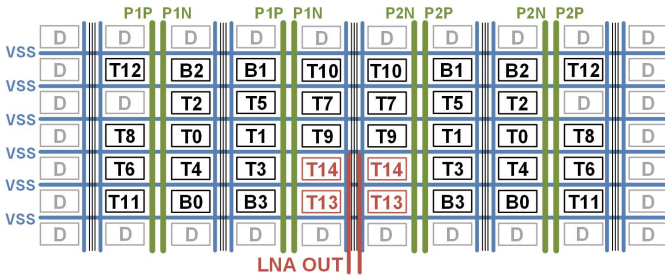 P1P P1N P1P P1N P2N P2P P2N P2P
D D D D D D D D D D
VSS
D T12 B2 B1 T10 T10 B1 B2 T12 D
VSS
D D T2 T5 T7 T7 T5 T2 D D
VSS
D T8 T0 T1 T9 T9 T1 T0 T8 D
VSS
D T6 T4 T3 T14 T14 T3 T4 T6 D
VSS
D T11 B0 B3 T13 T13 B3 B0 T11 D
VSS
D D D D D D D D D D
LNA OUT